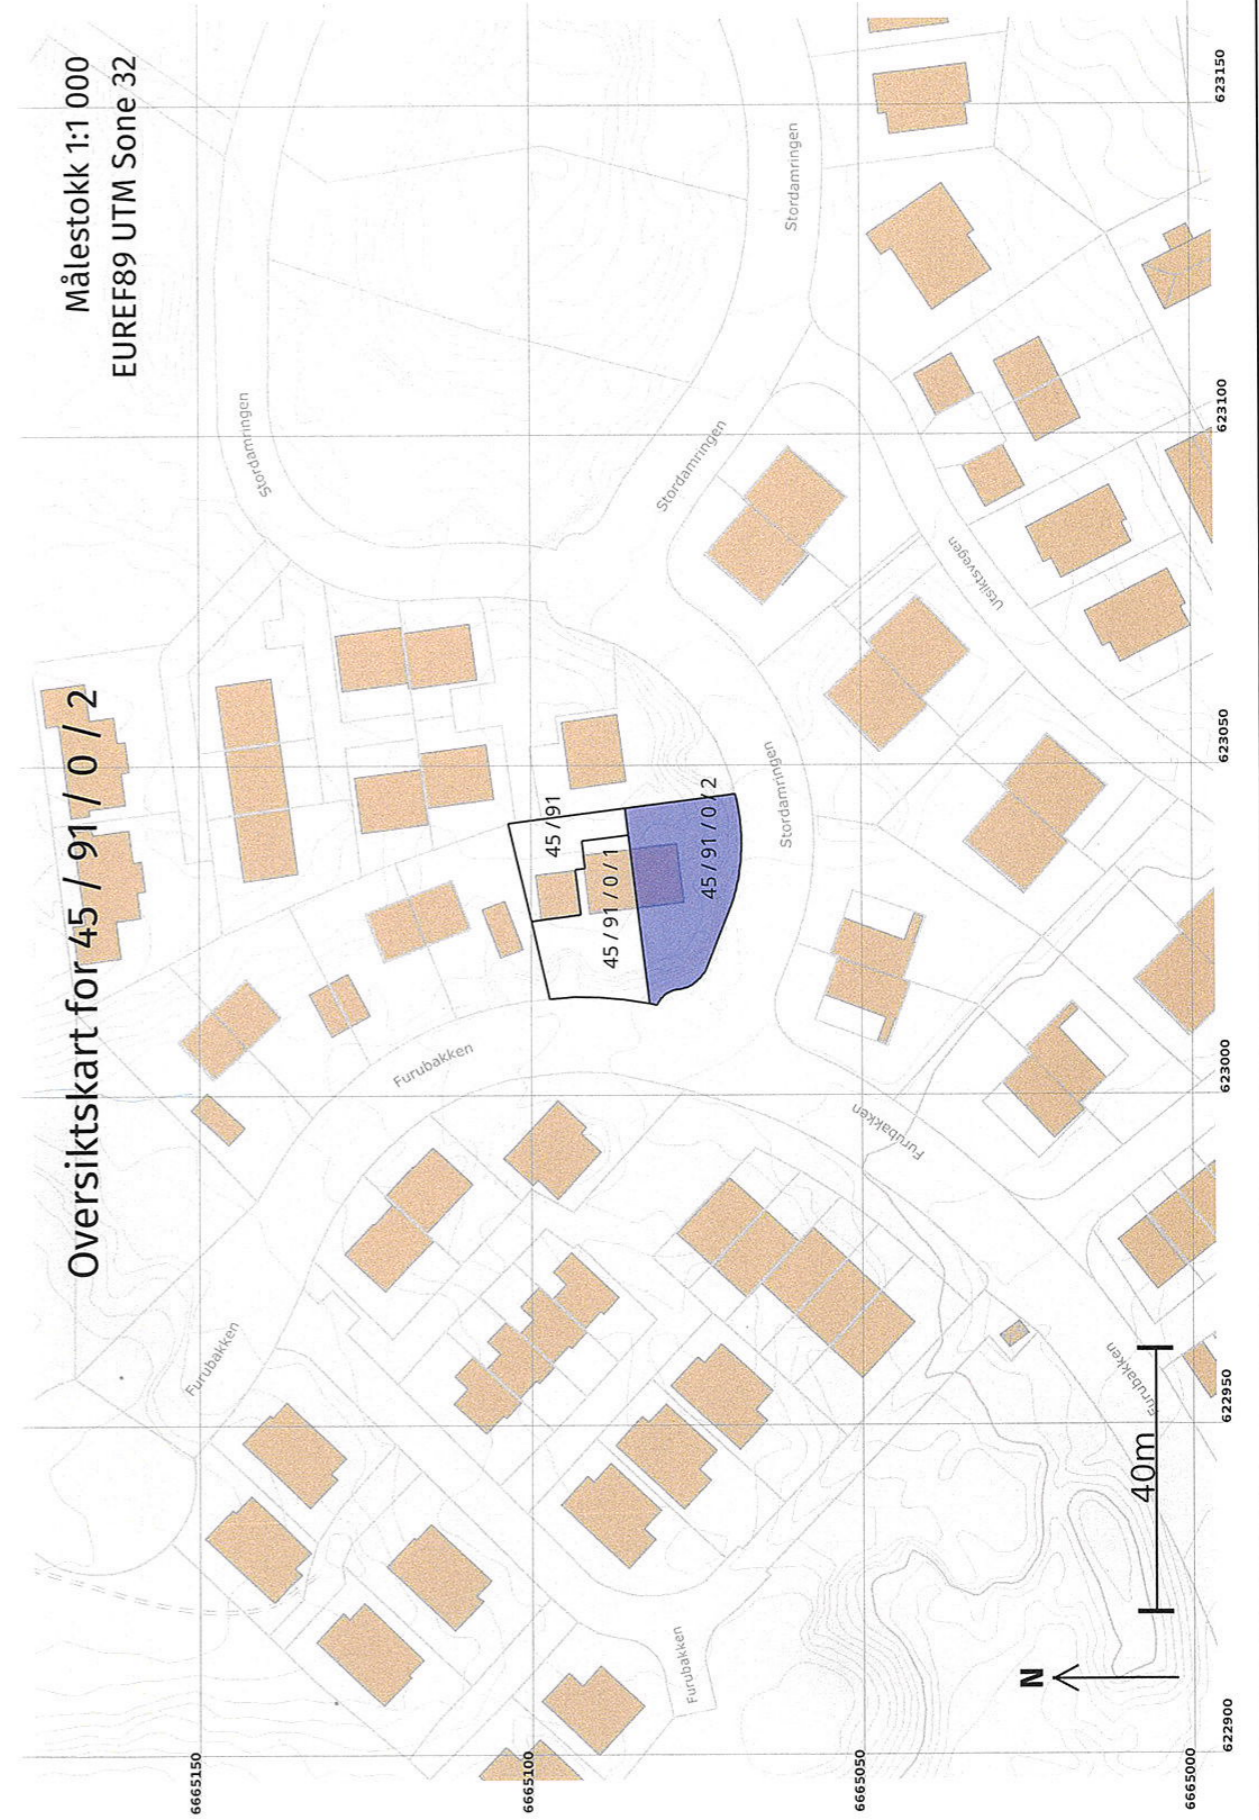 Oversiktskart for 45 / 91 / 0 / 2
Målestokk 1:1 000
EUREF89 UTM Sone 32
Stordamringen
Furubakken
Furubakken
45 / 91
45 / 91 / 0 / 1
45 / 91 / 0 / 2
Stordamringen
Stordamringen
Stordamringen
Utsiktsvegen
Furubakken
Furubakken
Furubakken
N
40m
6665150
6665100
6665050
6665000
622900
622950
623000
623050
623100
623150